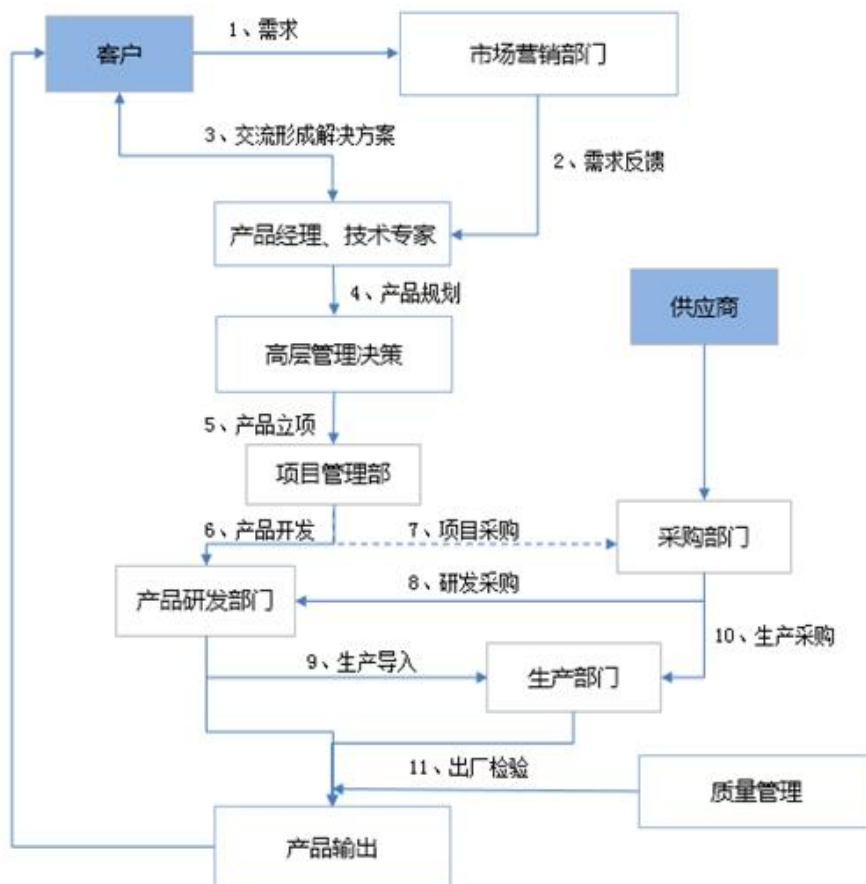 客户
1、需求
市场营销部门
3、交流形成解决方案
2、需求反馈
产品经理、技术专家
4、产品规划
供应商
高层管理决策
5、产品立项
项目管理部
6、产品开发
7、项目采购
采购部门
8、研发采购
产品研发部门
10、生产采购
9、生产导入
生产部门
11、出厂检验
质量管理
产品输出